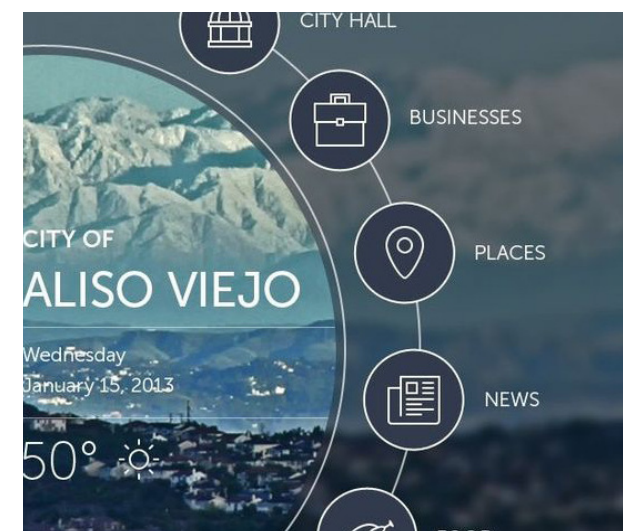 CITY HALL
BUSINESSES
CITY OF
PLACES
ALISO VIEJO
Wednesday
January 15, 2013
NEWS
50°